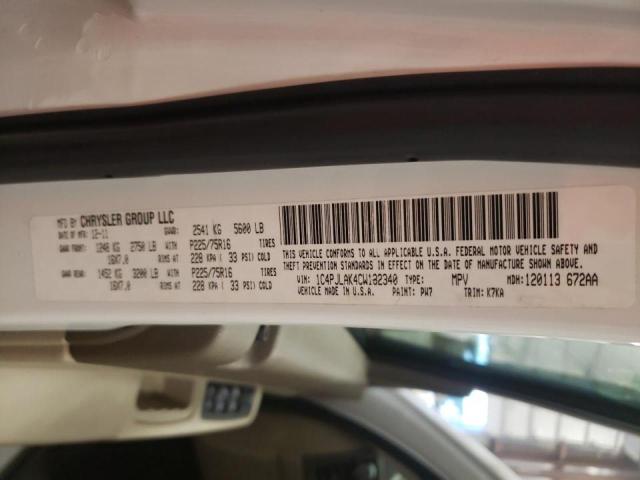 MFD BY CHRYSLER GROUP LLC
DATE OF MFR 12-11 GVWR: 2541 KG 5600 LB
GAWR FRONT: 1248 KG 2750 LB WITH P225/75R16 TIRES
16X7.0 RIMS AT 228 KPA ( 33 PSI) COLD
GAWR REAR: 1452 KG 3200 LB WITH P225/75R16 TIRES
16X7.0 RIMS AT 228 KPA ( 33 PSI) COLD
THIS VEHICLE CONFORMS TO ALL APPLICABLE U.S.A. FEDERAL MOTOR VEHICLE SAFETY AND
THEFT PREVENTION STANDARDS IN EFFECT ON THE DATE OF MANUFACTURE SHOWN ABOVE.
VIN: 1C4PJLAK4CW132340 TYPE: MPV MDH: 120113 672AA
VEHICLE MADE IN U.S.A. PAINT: PW7 TRIM: K7KA